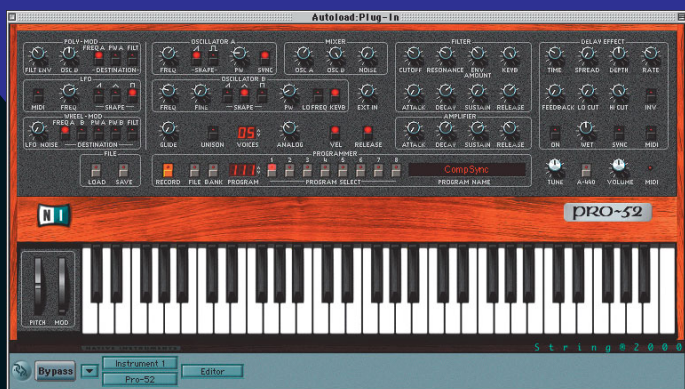 Autoload:Plug-In
POLY-MOD OSCILLATOR A MIXER FILTER DELAY EFFECT
FREQ A PW A FILT
FILT ENV OSC B DESTINATION FREQ SHAPE PW SYNC OSC A OSC B NOISE CUTOFF RESONANCE ENV AMOUNT KEYB TIME SPREAD DEPTH RATE
LFO OSCILLATOR B
MIDI FREQ SHAPE FREQ FINE SHAPE PW LO FREQ KEYB EXT IN ATTACK DECAY SUSTAIN RELEASE FEEDBACK LO CUT HI CUT INV
WHEEL-MOD AMPLIFIER
FREQ A B PW A PW B FILT
LFO NOISE DESTINATION GLIDE UNISON 05 VOICES ANALOG VEL RELEASE ATTACK DECAY SUSTAIN RELEASE ON WET SYNC MIDI
FILE PROGRAMMER
1 2 3 4 5 6 7 8
111 CompSync
LOAD SAVE RECORD FILE BANK PROGRAM PROGRAM SELECT PROGRAM NAME TUNE A-440 VOLUME MIDI
NI PRO-52
PITCH MOD
NATIVE INSTRUMENTS String®2000
Bypass Instrument 1 Editor
Pro-52